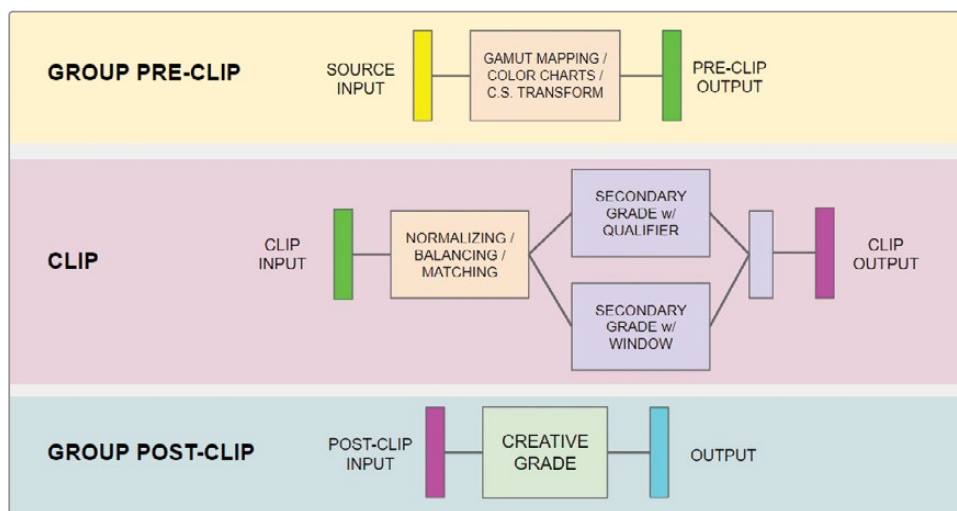 GROUP PRE-CLIP
SOURCE
INPUT
GAMUT MAPPING /
COLOR CHARTS /
C.S. TRANSFORM
PRE-CLIP
OUTPUT
CLIP
CLIP
INPUT
NORMALIZING /
BALANCING /
MATCHING
SECONDARY
GRADE w/
QUALIFIER
SECONDARY
GRADE w/
WINDOW
CLIP
OUTPUT
GROUP POST-CLIP
POST-CLIP
INPUT
CREATIVE
GRADE
OUTPUT